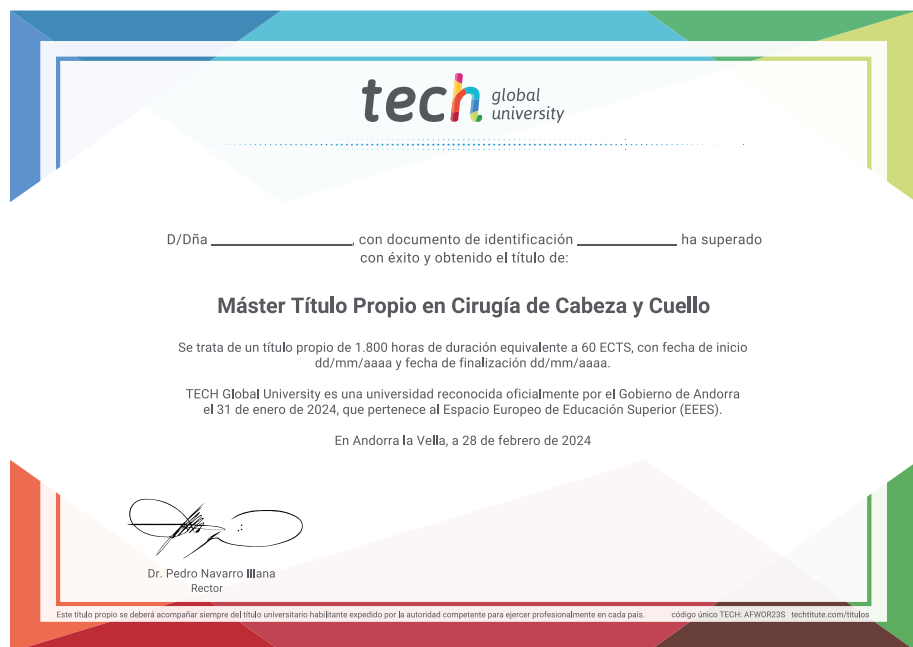 tech global university
D/Dña ____________, con documento de identificación ____________ ha superado
con éxito y obtenido el título de:
Máster Título Propio en Cirugía de Cabeza y Cuello
Se trata de un título propio de 1.800 horas de duración equivalente a 60 ECTS, con fecha de inicio
dd/mm/aaaa y fecha de finalización dd/mm/aaaa.
TECH Global University es una universidad reconocida oficialmente por el Gobierno de Andorra
el 31 de enero de 2024, que pertenece al Espacio Europeo de Educación Superior (EEES).
En Andorra la Vella, a 28 de febrero de 2024
Dr. Pedro Navarro Illana
Rector
Este título propio se deberá acompañar siempre del título universitario habilitante expedido por la autoridad competente para ejercer profesionalmente en cada país. código único TECH: AFWOR23S techtitute.com/titulos